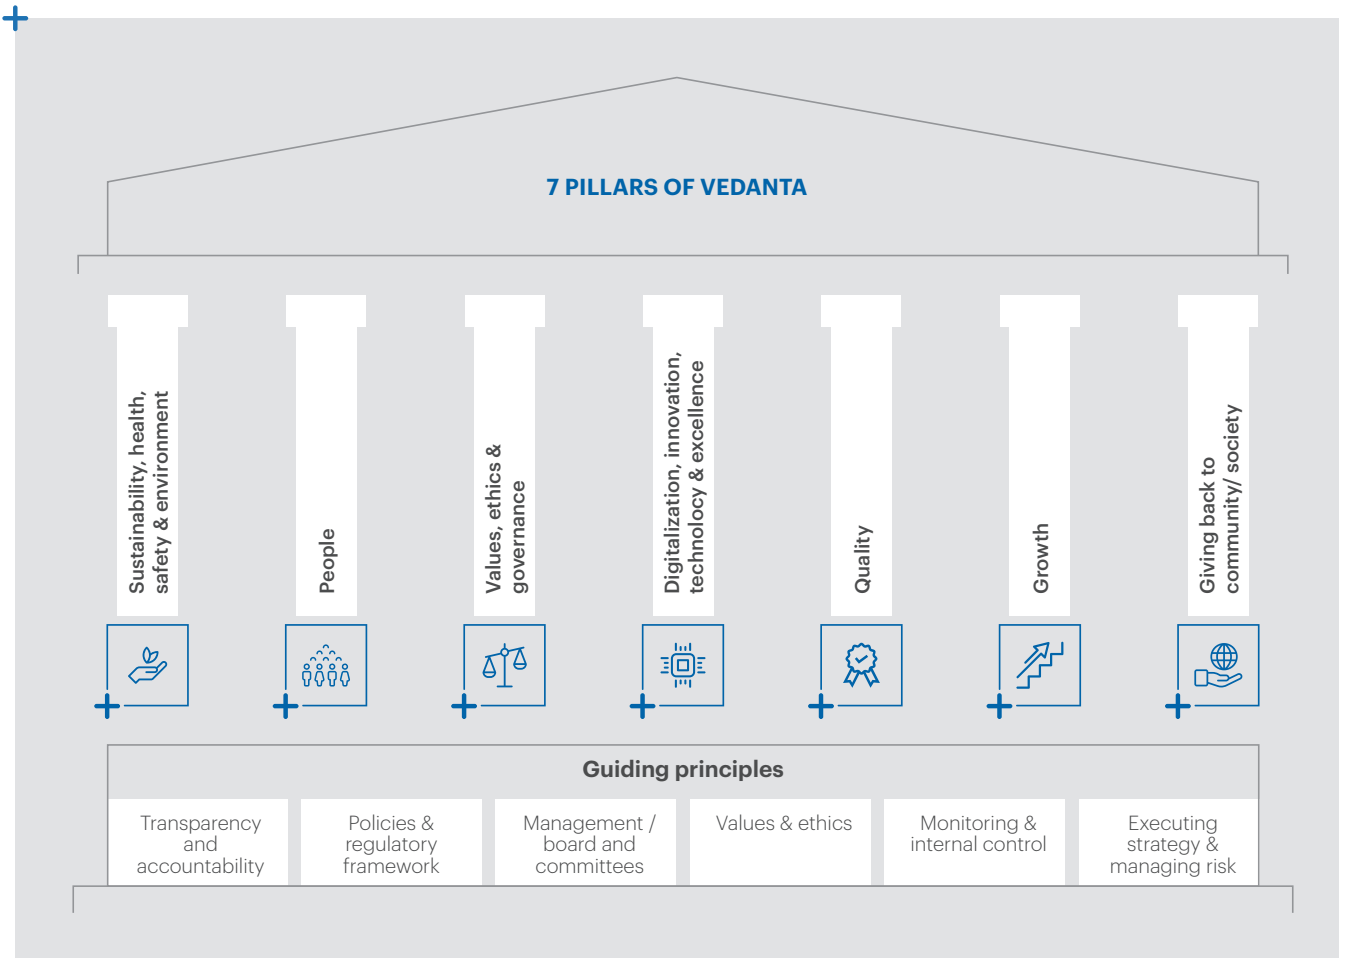 7 PILLARS OF VEDANTA
Sustainability, health,
safety & environment
People
Values, ethics &
governance
Digitalization, innovation,
technolocy & excellence
Quality
Growth
Giving back to
community/ society
Guiding principles
Transparency
and
accountability
Policies &
regulatory
framework
Management /
board and
committees
Values & ethics
Monitoring &
internal control
Executing
strategy &
managing risk